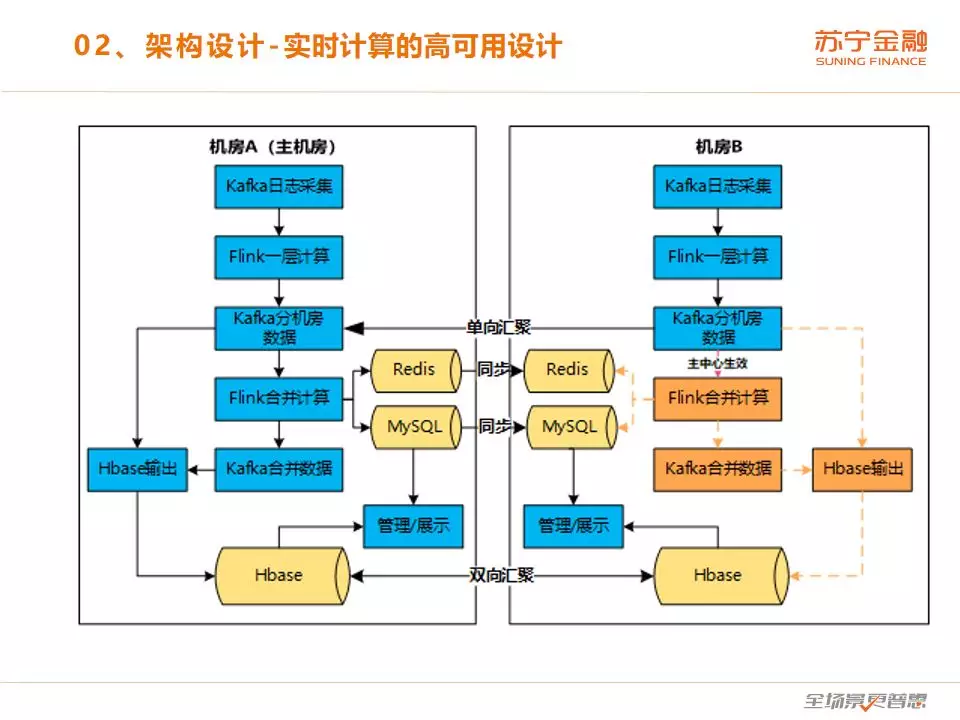 02、架构设计-实时计算的高可用设计
苏宁金融
SUNING FINANCE
机房A（主机房）
Kafka日志采集
Flink一层计算
Kafka分机房
数据
Flink合并计算
Kafka合并数据
Hbase输出
Redis
MySQL
管理/展示
Hbase
单向汇聚
同步
同步
双向汇聚
机房B
Kafka日志采集
Flink一层计算
Kafka分机房
数据
主中心生效
Flink合并计算
Kafka合并数据
Hbase输出
Redis
MySQL
管理/展示
Hbase
全场景更普惠